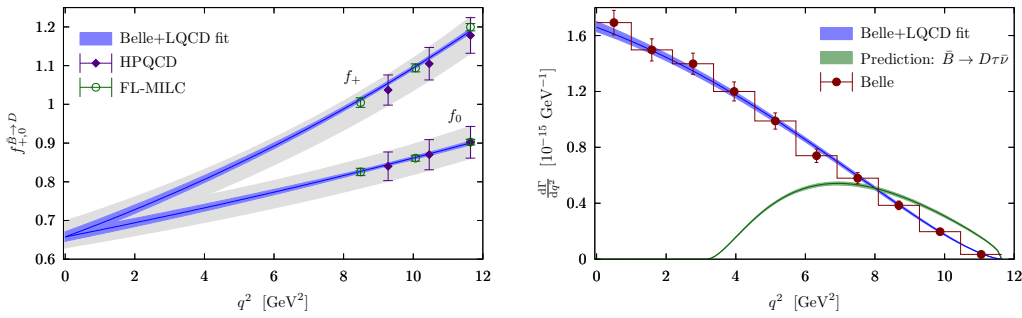 1.2
1.1
1
0.9
0.8
0.7
0.6
0
2
4
6
8
10
12
f_{+,0}^{B̄→D}
q² [GeV²]
Belle+LQCD fit
HPQCD
FL-MILC
f₊
f₀
1.6
1.2
0.8
0.4
0
0
2
4
6
8
10
12
dΓ/dq² [10⁻¹⁵ GeV⁻¹]
q² [GeV²]
Belle+LQCD fit
Prediction: B̄ → Dτν̄
Belle